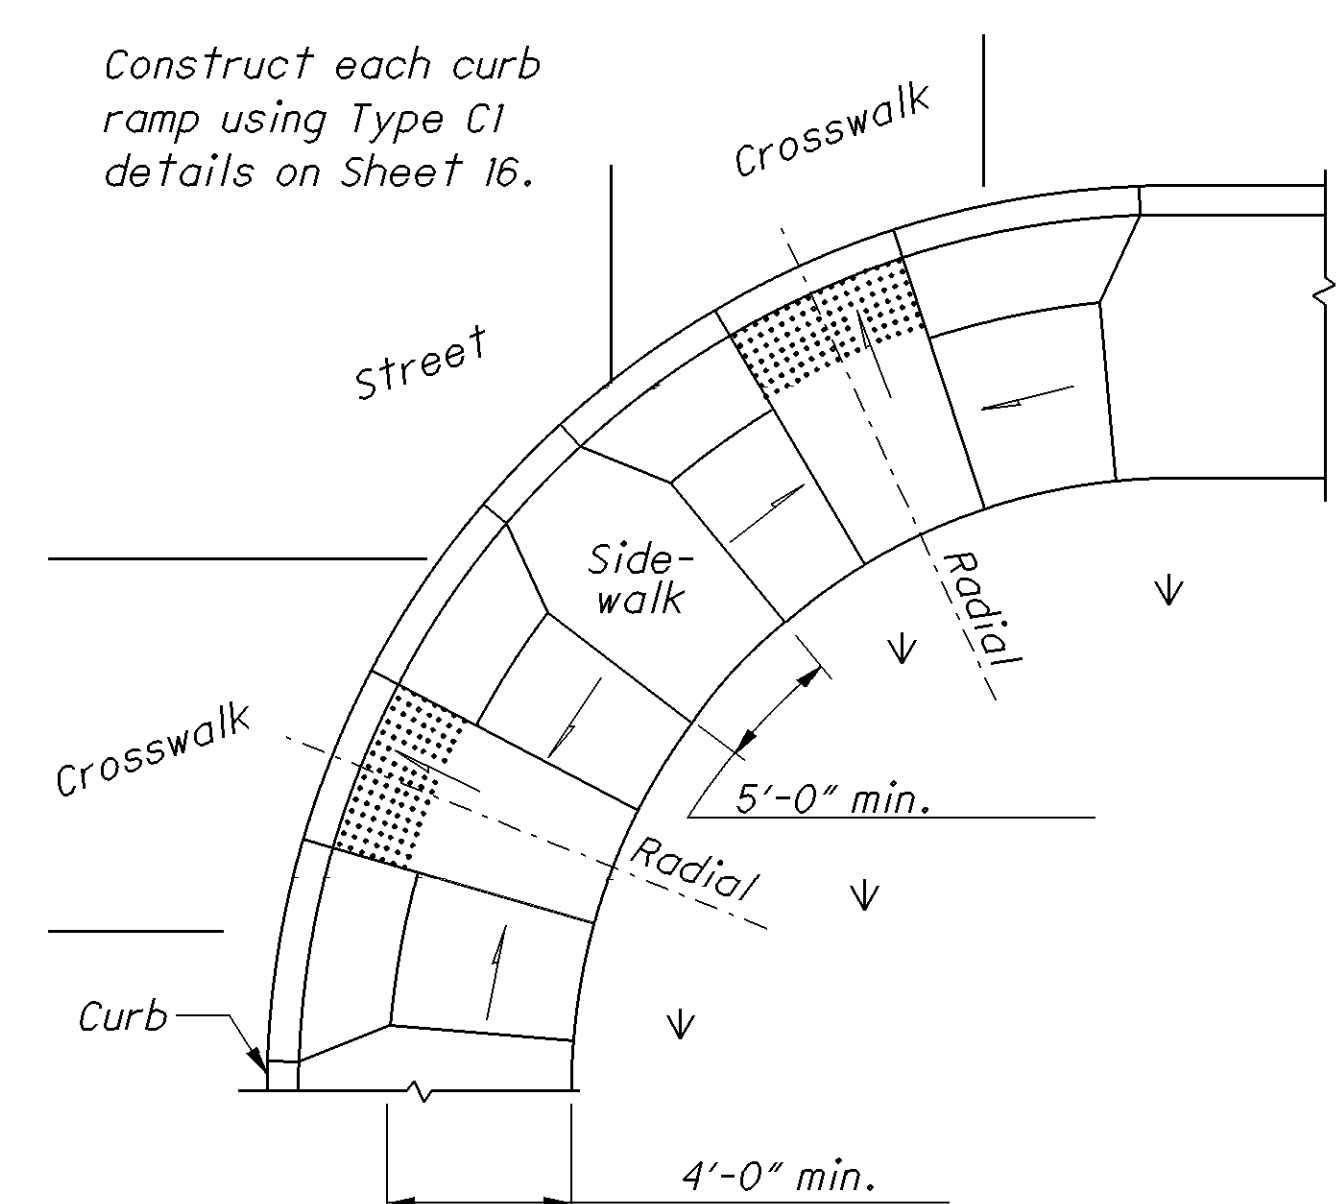 Construct each curb
ramp using Type C1
details on Sheet 16.
Crosswalk
Street
Side-
walk
Radial
Crosswalk
5'-0" min.
Radial
Curb
4'-0" min.